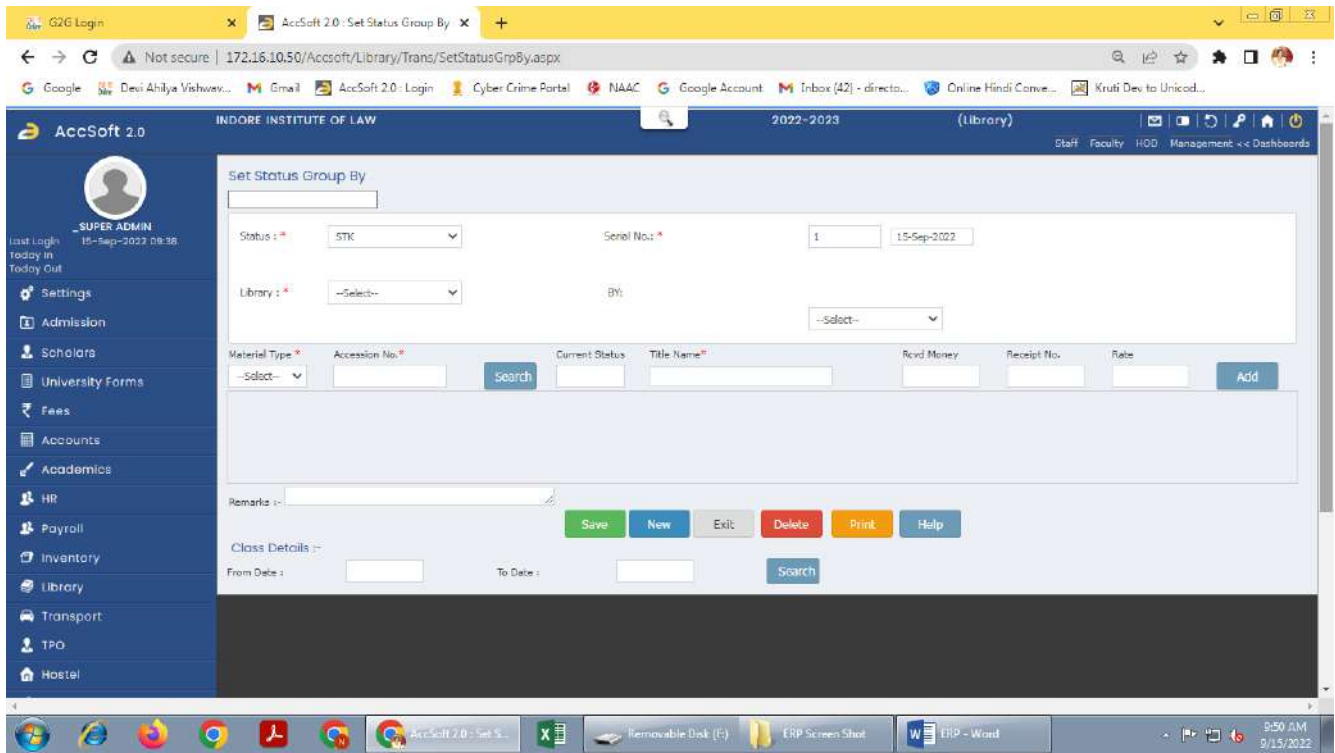 G2G Login
AccSoft 2.0 : Set Status Group By
Not secure | 172.16.10.50/Accsoft/Library/Trans/SetStatusGrpBy.aspx
Google Devi Ahilya Vishwav... Gmail AccSoft 2.0 : Login Cyber Crime Portal NAAC Google Account Inbox (42) - directo... Online Hindi Conve... Kruti Dev to Unicod...
AccSoft 2.0 INDORE INSTITUTE OF LAW 2022-2023 (Library)
Staff Faculty HOD Management << Dashboards
Set Status Group By
_SUPER ADMIN
Last Login 15-Sep-2022 09:38
Today In
Today Out
Status : * STK Serial No.: * 1 15-Sep-2022
Library : * --Select-- BY:
--Select--
Material Type * Accession No.* Current Status Title Name* Rcvd Money Receipt No. Rate
--Select-- Search Add
Remarks :-
Save New Exit Delete Print Help
Class Details :-
From Date : To Date : Search
Settings
Admission
Scholars
University Forms
Fees
Accounts
Academics
HR
Payroll
Inventory
Library
Transport
TPO
Hostel
AccSoft 2.0 : Set S... Removable Disk (F:) ERP Screen Shot ERP - Word
9:50 AM
9/15/2022